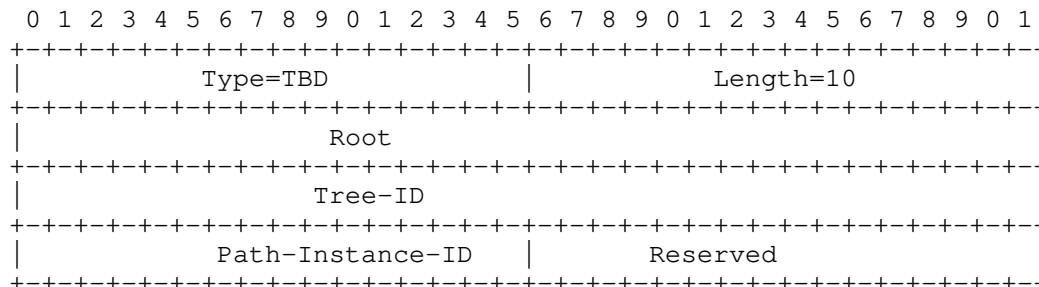 0 1 2 3 4 5 6 7 8 9 0 1 2 3 4 5 6 7 8 9 0 1 2 3 4 5 6 7 8 9 0 1
+-+-+-+-+-+-+-+-+-+-+-+-+-+-+-+-+-+-+-+-+-+-+-+-+-+-+-+-+-+-+-+--
| Type=TBD | Length=10
+-+-+-+-+-+-+-+-+-+-+-+-+-+-+-+-+-+-+-+-+-+-+-+-+-+-+-+-+-+-+-+--
| Root
+-+-+-+-+-+-+-+-+-+-+-+-+-+-+-+-+-+-+-+-+-+-+-+-+-+-+-+-+-+-+-+--
| Tree-ID
+-+-+-+-+-+-+-+-+-+-+-+-+-+-+-+-+-+-+-+-+-+-+-+-+-+-+-+-+-+-+-+--
| Path-Instance-ID | Reserved
+-+-+-+-+-+-+-+-+-+-+-+-+-+-+-+-+-+-+-+-+-+-+-+-+-+-+-+-+-+-+-+--